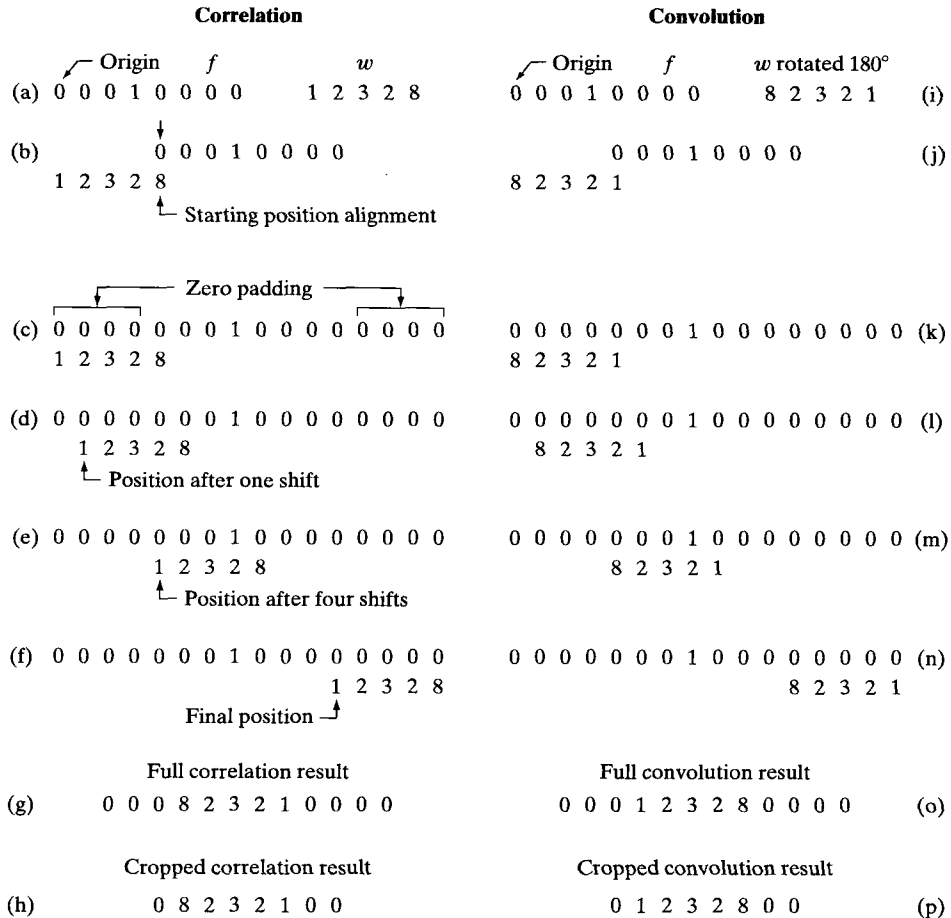 Correlation Convolution
Origin f w Origin f w rotated 180°
(a) 0 0 0 1 0 0 0 0 1 2 3 2 8 0 0 0 1 0 0 0 0 8 2 3 2 1 (i)
(b) 0 0 0 1 0 0 0 0 0 0 0 1 0 0 0 0 (j)
1 2 3 2 8 8 2 3 2 1
Starting position alignment
Zero padding
(c) 0 0 0 0 0 0 0 1 0 0 0 0 0 0 0 0 0 0 0 0 0 0 0 1 0 0 0 0 0 0 0 0 (k)
1 2 3 2 8 8 2 3 2 1
(d) 0 0 0 0 0 0 0 1 0 0 0 0 0 0 0 0 0 0 0 0 0 0 0 1 0 0 0 0 0 0 0 0 (l)
1 2 3 2 8 8 2 3 2 1
Position after one shift
(e) 0 0 0 0 0 0 0 1 0 0 0 0 0 0 0 0 0 0 0 0 0 0 0 1 0 0 0 0 0 0 0 0 (m)
1 2 3 2 8 8 2 3 2 1
Position after four shifts
(f) 0 0 0 0 0 0 0 1 0 0 0 0 0 0 0 0 0 0 0 0 0 0 0 1 0 0 0 0 0 0 0 0 (n)
1 2 3 2 8 8 2 3 2 1
Final position
Full correlation result Full convolution result
(g) 0 0 0 8 2 3 2 1 0 0 0 0 0 0 0 1 2 3 2 8 0 0 0 0 (o)
Cropped correlation result Cropped convolution result
(h) 0 8 2 3 2 1 0 0 0 1 2 3 2 8 0 0 (p)